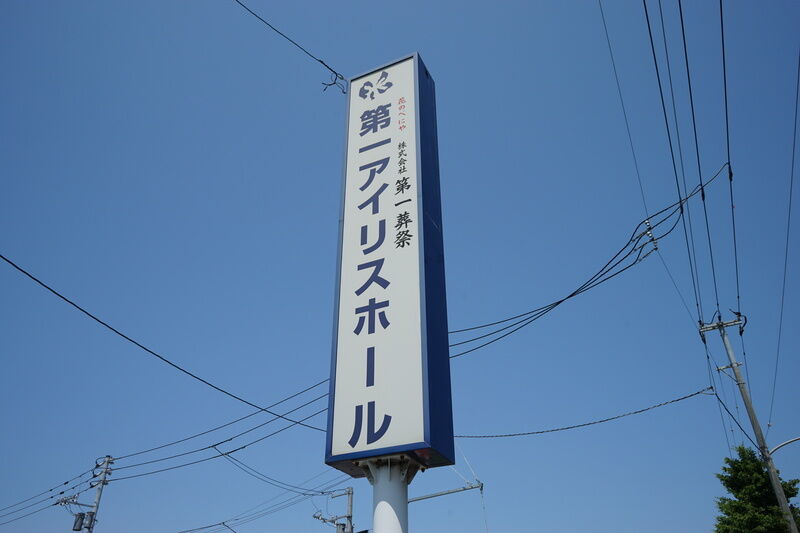 花のべにや
株式会社 第一葬祭
第一アイリスホール